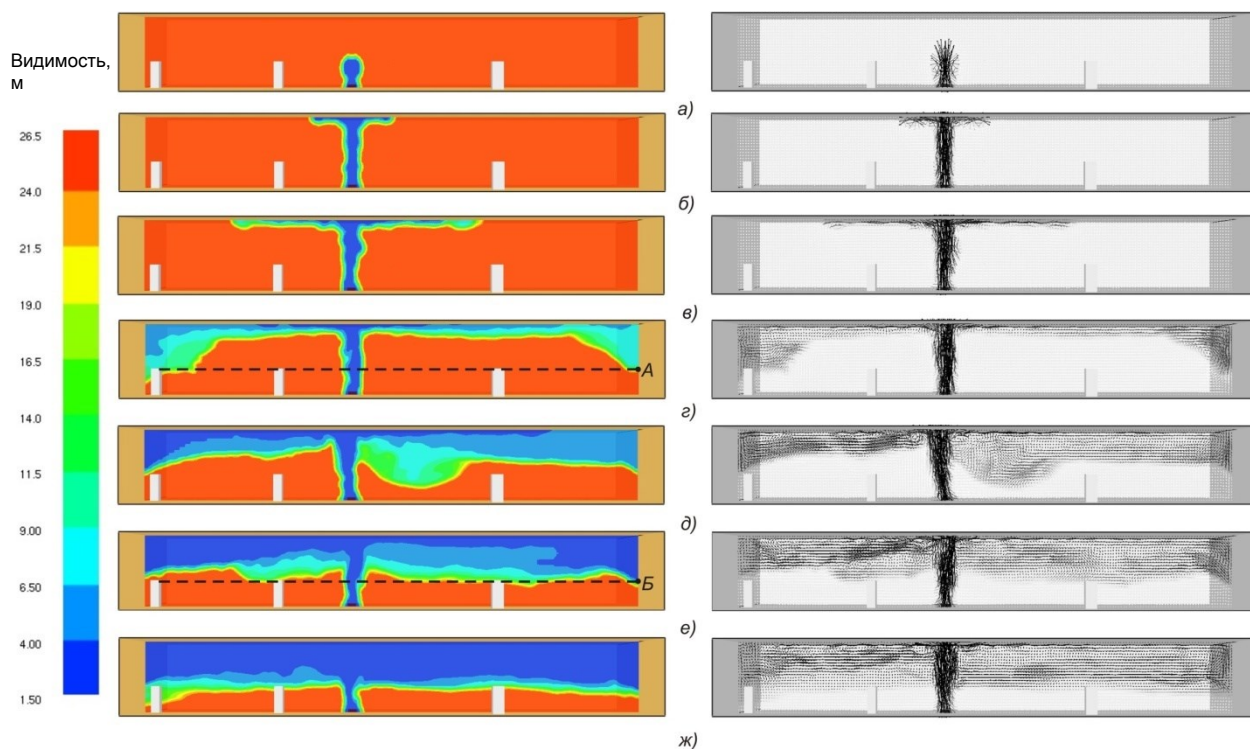 Видимость,
м
26.5
24.0
21.5
19.0
16.5
14.0
11.5
9.00
6.50
4.00
1.50
а)
б)
в)
А
г)
д)
Б
е)
ж)